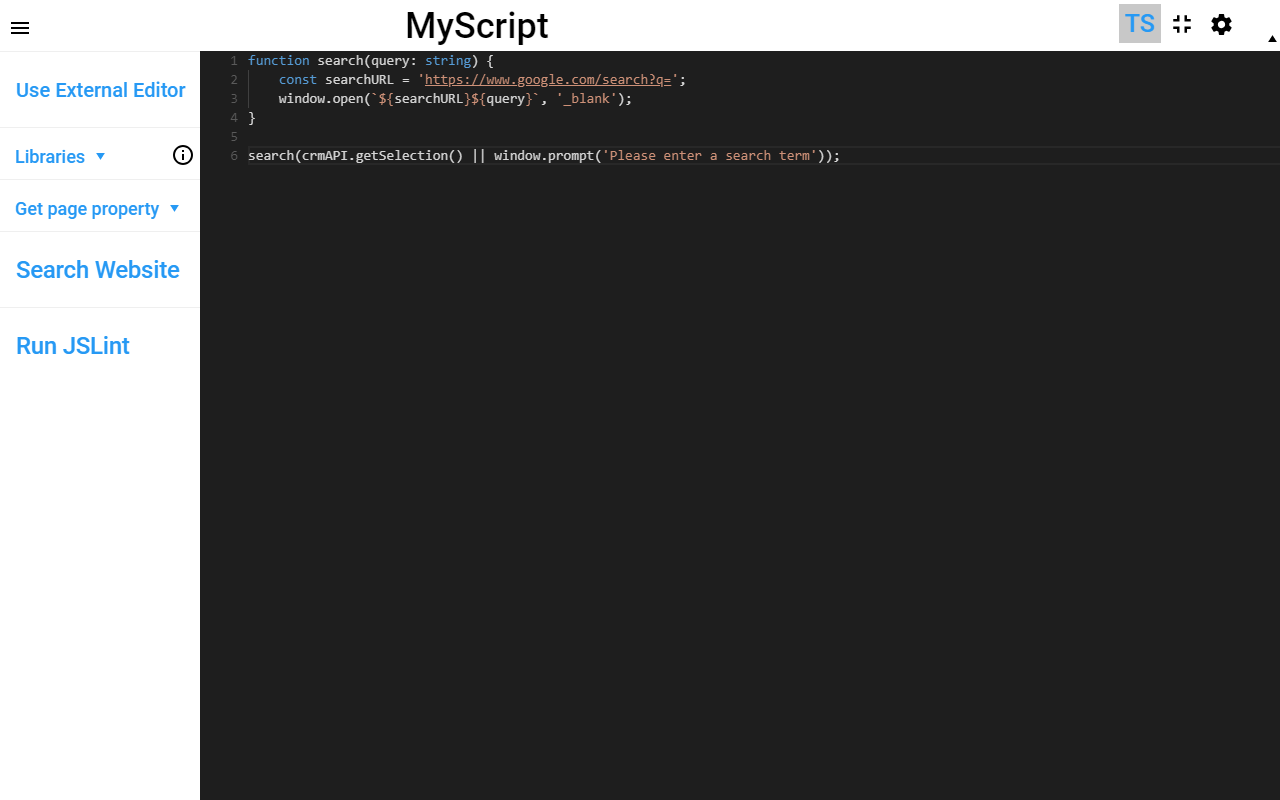 MyScript
TS
Use External Editor
Libraries
Get page property
Search Website
Run JSLint
1 function search(query: string) {
2     const searchURL = 'https://www.google.com/search?q=';
3     window.open(`${searchURL}${query}`, '_blank');
4 }
5
6 search(crmAPI.getSelection() || window.prompt('Please enter a search term'));